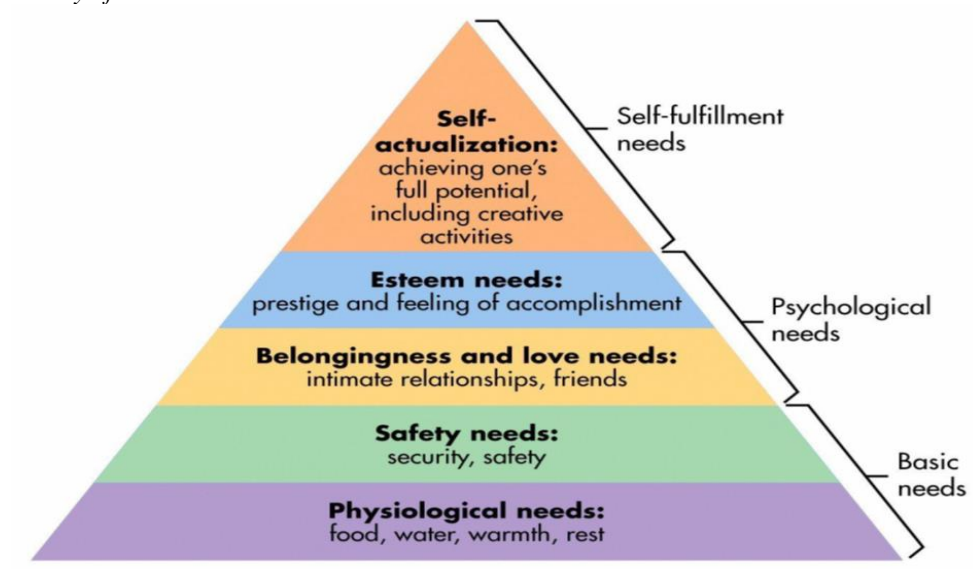 Self-
actualization:
achieving one's
full potential,
including creative
activities
Self-fulfillment
needs
Esteem needs:
prestige and feeling of accomplishment
Psychological
needs
Belongingness and love needs:
intimate relationships, friends
Safety needs:
security, safety
Basic
needs
Physiological needs:
food, water, warmth, rest